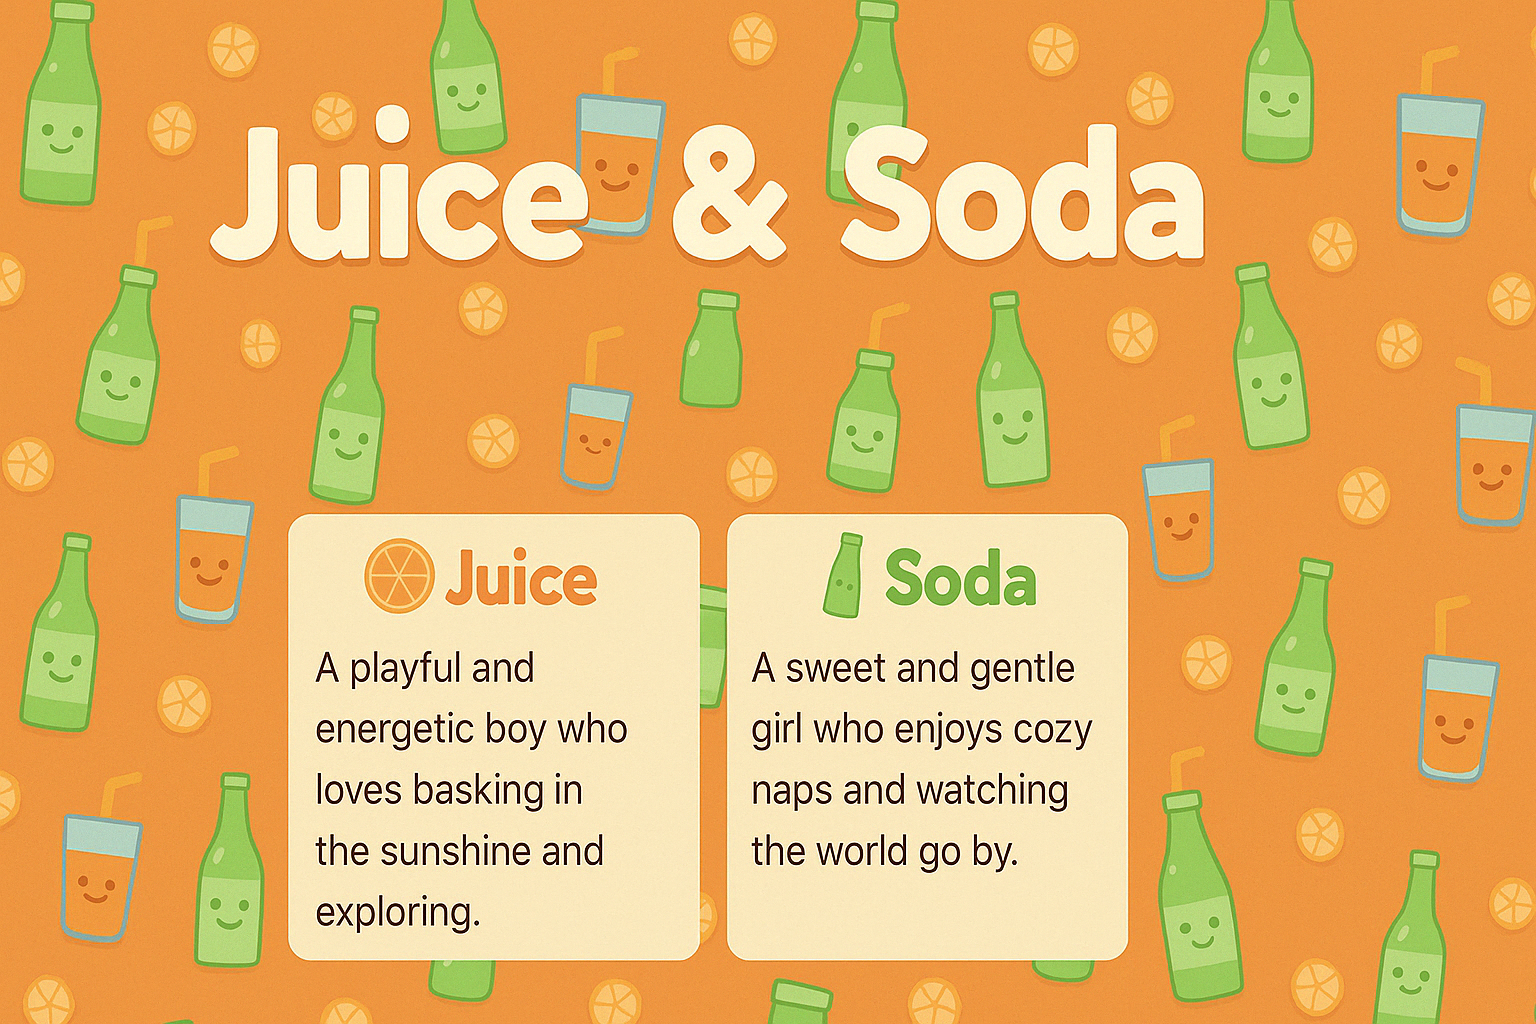 Juice & Soda
Juice
A playful and
energetic boy who
loves basking in
the sunshine and
exploring.
Soda
A sweet and gentle
girl who enjoys cozy
naps and watching
the world go by.